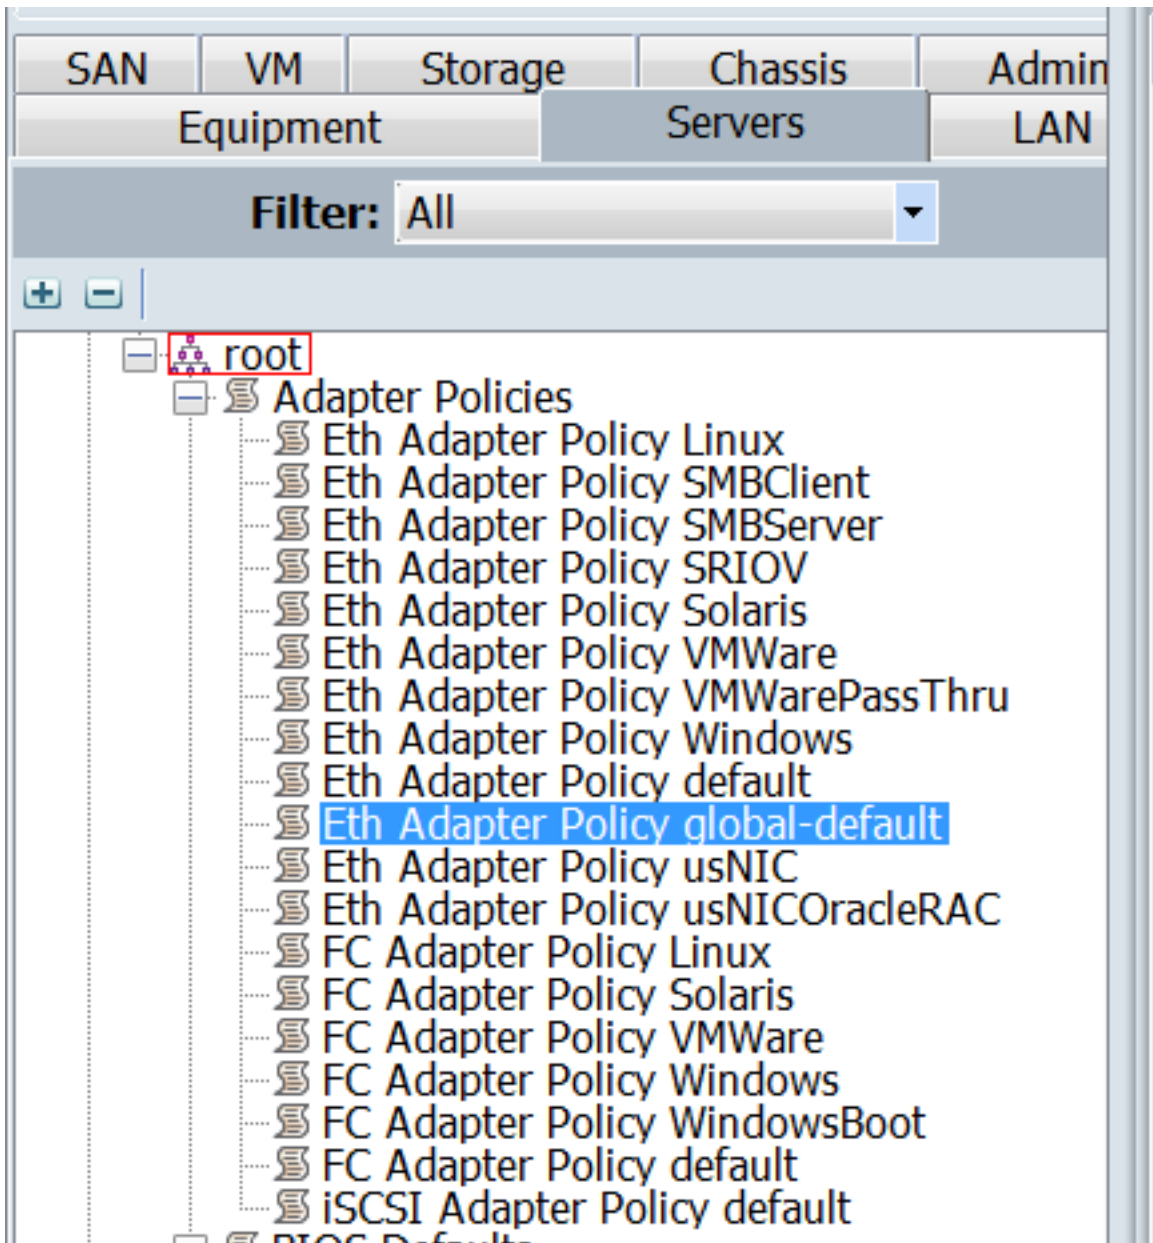 SAN VM Storage Chassis Admin
Equipment Servers LAN
Filter: All
root
Adapter Policies
Eth Adapter Policy Linux
Eth Adapter Policy SMBClient
Eth Adapter Policy SMBServer
Eth Adapter Policy SRIOV
Eth Adapter Policy Solaris
Eth Adapter Policy VMWare
Eth Adapter Policy VMWarePassThru
Eth Adapter Policy Windows
Eth Adapter Policy default
Eth Adapter Policy global-default
Eth Adapter Policy usNIC
Eth Adapter Policy usNICOracleRAC
FC Adapter Policy Linux
FC Adapter Policy Solaris
FC Adapter Policy VMWare
FC Adapter Policy Windows
FC Adapter Policy WindowsBoot
FC Adapter Policy default
iSCSI Adapter Policy default
BIOS Defaults